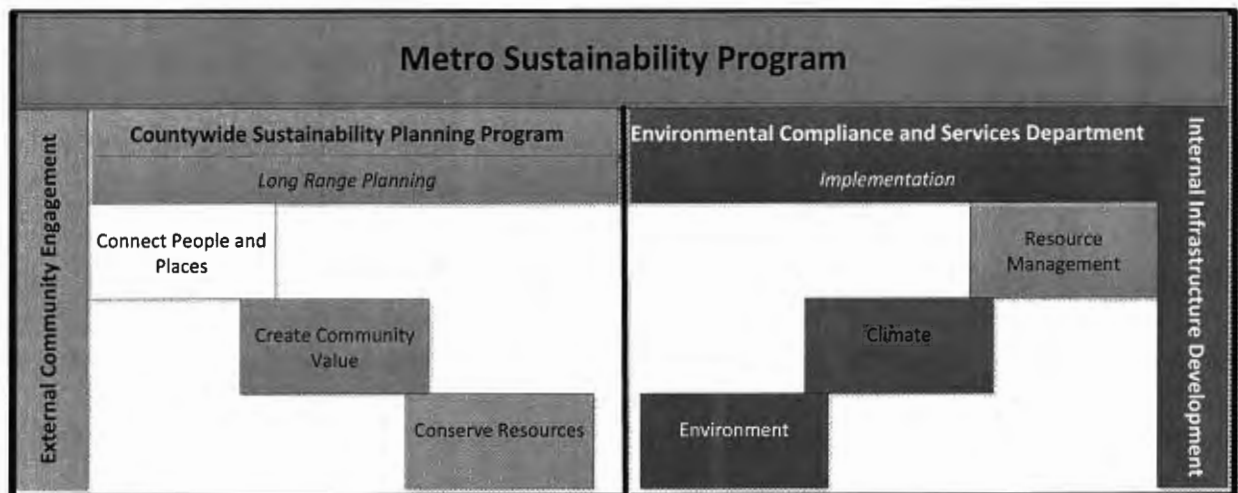 Metro Sustainability Program
External Community Engagement
Countywide Sustainability Planning Program
Long Range Planning
Connect People and
Places
Create Community
Value
Conserve Resources
Environmental Compliance and Services Department
Implementation
Resource
Management
Climate
Environment
Internal Infrastructure Development